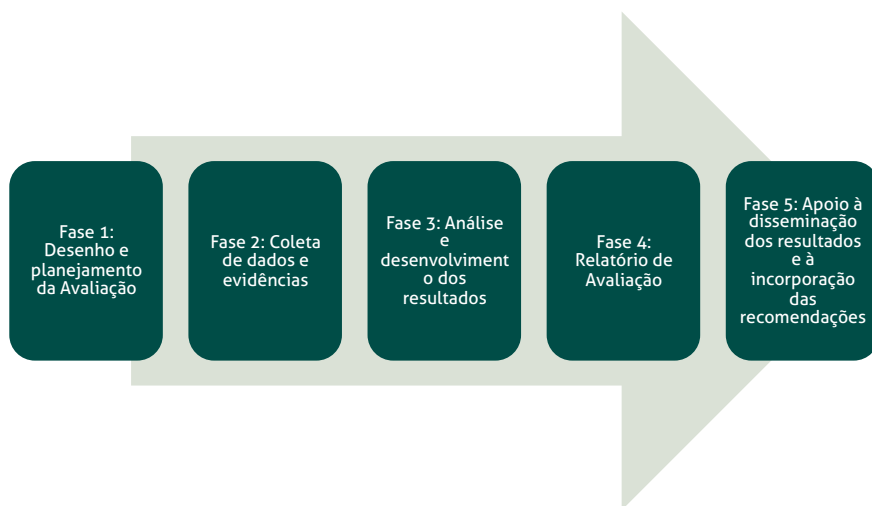 Fase 1:
Desenho e
planejamento
da Avaliação
Fase 2: Coleta
de dados e
evidências
Fase 3: Análise
e
desenvolviment
o dos
resultados
Fase 4:
Relatório de
Avaliação
Fase 5: Apoio à
disseminação
dos resultados
e à
incorporação
das
recomendações